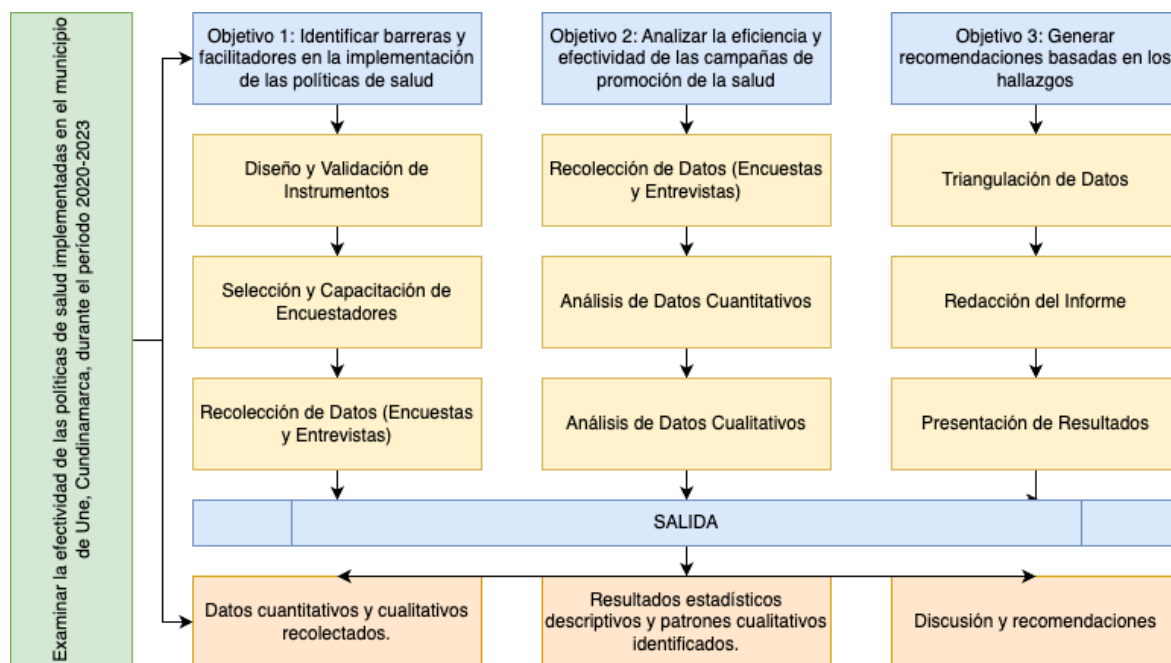 Examinar la efectividad de las políticas de salud implementadas en el municipio
de Une, Cundinamarca, durante el período 2020-2023
Objetivo 1: Identificar barreras y
facilitadores en la implementación
de las políticas de salud
Diseño y Validación de
Instrumentos
Selección y Capacitación de
Encuestadores
Recolección de Datos (Encuestas
y Entrevistas)
Objetivo 2: Analizar la eficiencia y
efectividad de las campañas de
promoción de la salud
Recolección de Datos (Encuestas
y Entrevistas)
Análisis de Datos Cuantitativos
Análisis de Datos Cualitativos
Objetivo 3: Generar
recomendaciones basadas en los
hallazgos
Triangulación de Datos
Redacción del Informe
Presentación de Resultados
SALIDA
Datos cuantitativos y cualitativos
recolectados.
Resultados estadísticos
descriptivos y patrones cualitativos
identificados.
Discusión y recomendaciones